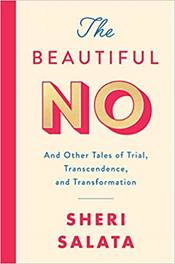 The
BEAUTIFUL
NO
And Other Tales of Trial,
Transcendence,
and Transformation
SHERI
SALATA